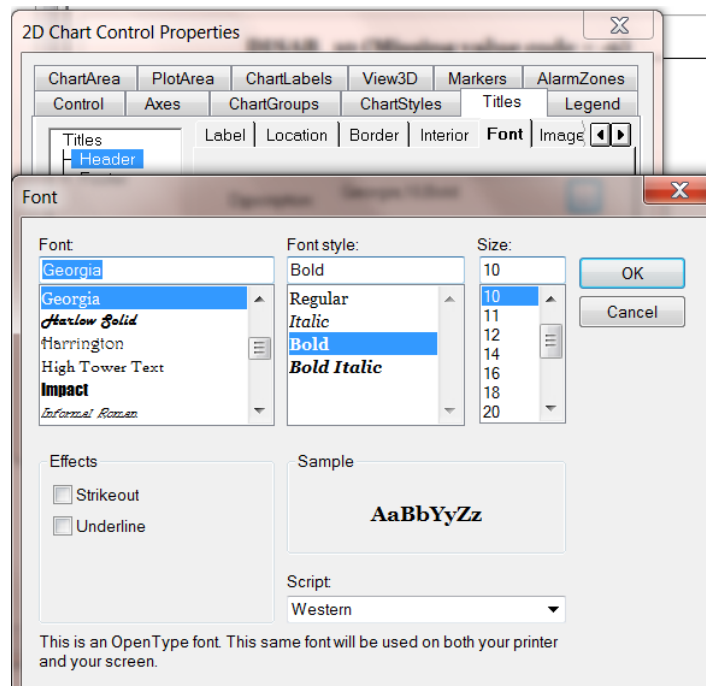 2D Chart Control Properties
ChartArea PlotArea ChartLabels View3D Markers AlarmZones
Control Axes ChartGroups ChartStyles Titles Legend
Titles
Header
Label Location Border Interior Font Image
Font
Font:
Georgia
Georgia
Harlow Solid
Harrington
High Tower Text
Impact
Informal Roman
Font style:
Bold
Regular
Italic
Bold
Bold Italic
Size:
10
10
11
12
14
16
18
20
OK
Cancel
Effects
Strikeout
Underline
Sample
AaBbYyZz
Script:
Western
This is an OpenType font. This same font will be used on both your printer
and your screen.